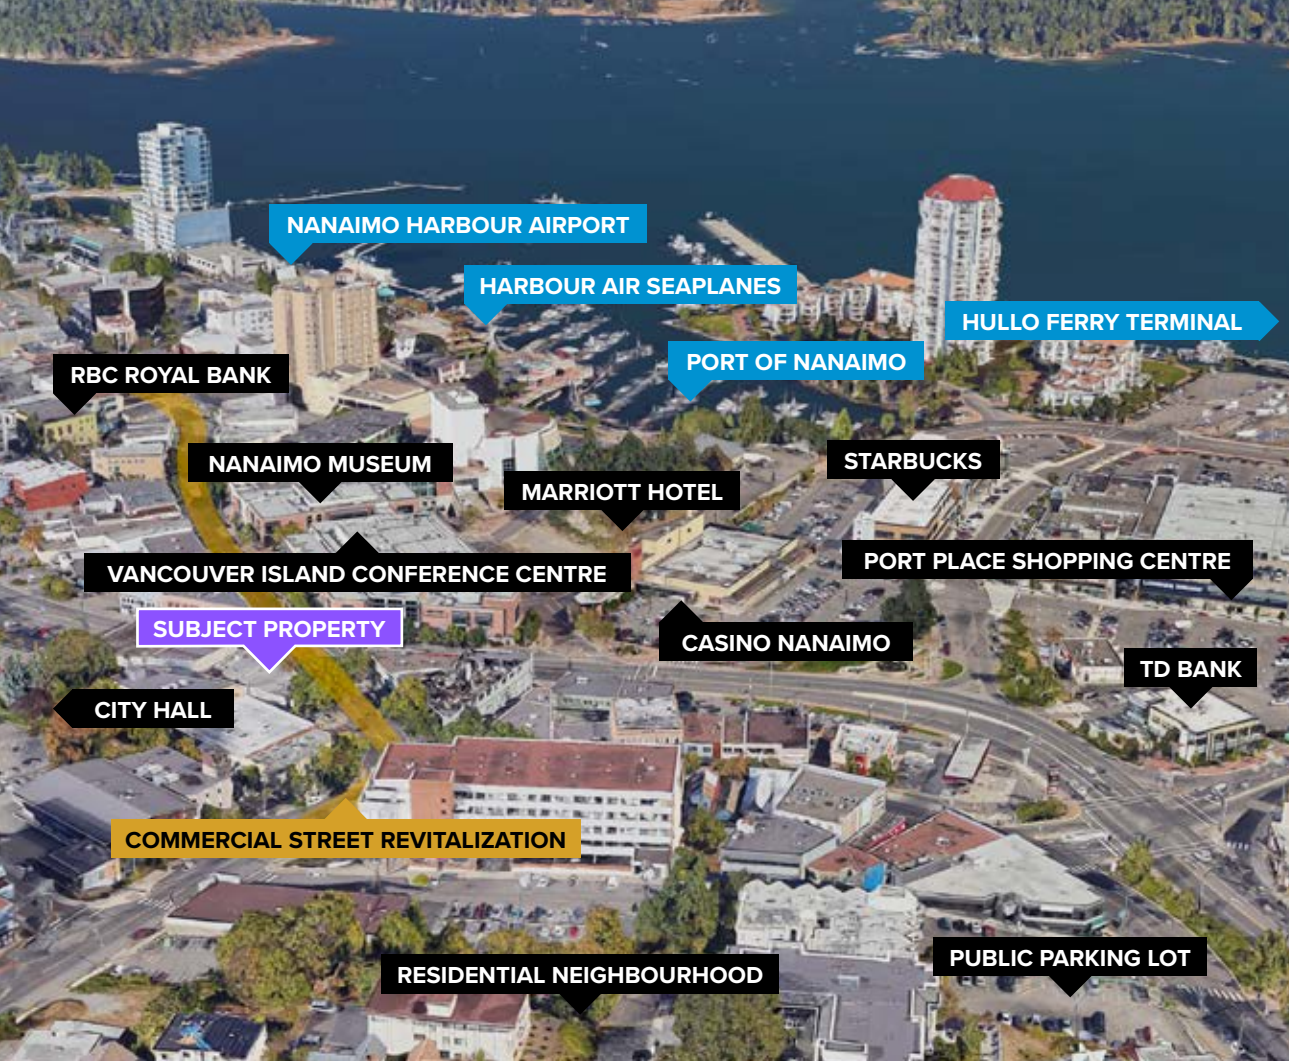 NANAIMO HARBOUR AIRPORT
HARBOUR AIR SEAPLANES
HULLO FERRY TERMINAL
PORT OF NANAIMO
RBC ROYAL BANK
NANAIMO MUSEUM
STARBUCKS
MARRIOTT HOTEL
PORT PLACE SHOPPING CENTRE
VANCOUVER ISLAND CONFERENCE CENTRE
SUBJECT PROPERTY
CASINO NANAIMO
TD BANK
CITY HALL
COMMERCIAL STREET REVITALIZATION
PUBLIC PARKING LOT
RESIDENTIAL NEIGHBOURHOOD